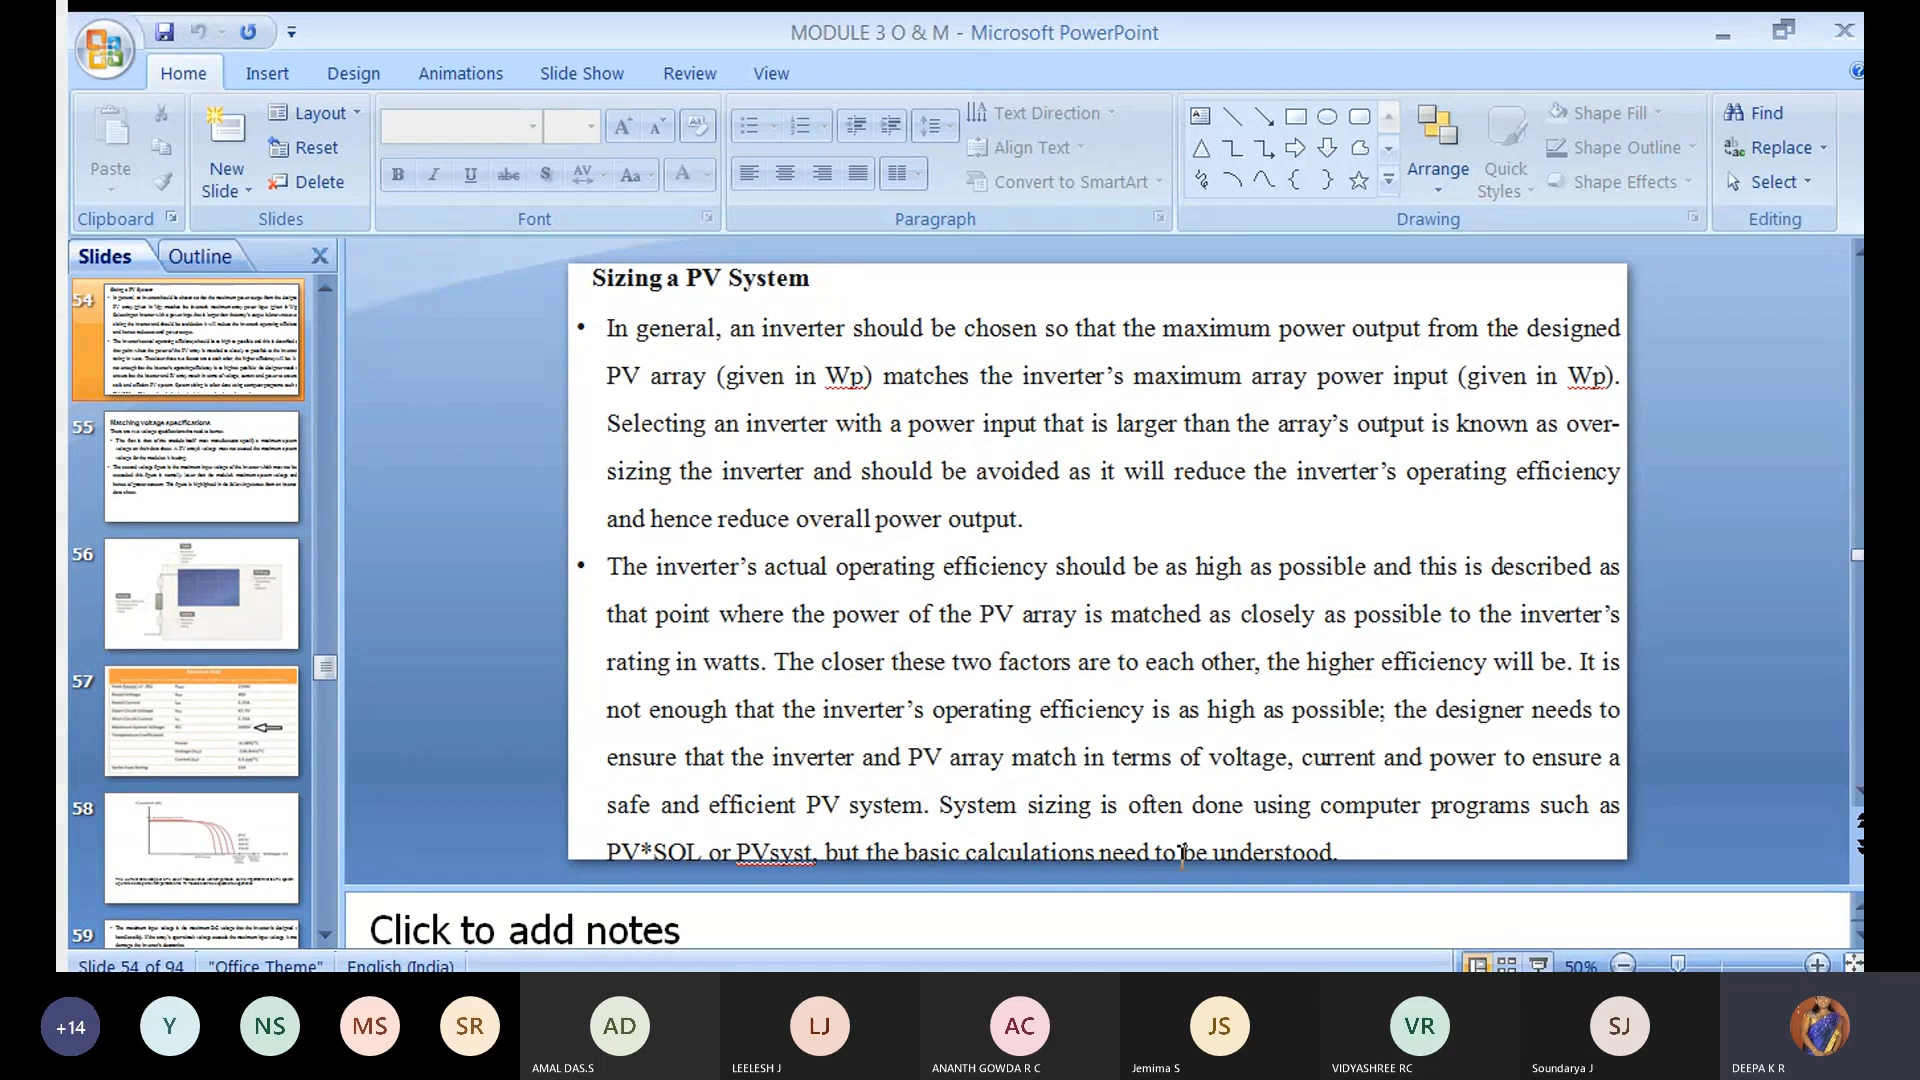 MODULE 3 O & M - Microsoft PowerPoint
Home Insert Design Animations Slide Show Review View
Paste
New Slide
Layout
Reset
Delete
Text Direction
Align Text
Convert to SmartArt
Arrange
Quick Styles
Shape Fill
Shape Outline
Shape Effects
Find
Replace
Select
Clipboard Slides Font Paragraph Drawing Editing
Slides Outline
54
55
Matching voltage specifications
56
57
58
59
Sizing a PV System
• In general, an inverter should be chosen so that the maximum power output from the designed
PV array (given in Wp) matches the inverter’s maximum array power input (given in Wp).
Selecting an inverter with a power input that is larger than the array’s output is known as over-
sizing the inverter and should be avoided as it will reduce the inverter’s operating efficiency
and hence reduce overall power output.
• The inverter’s actual operating efficiency should be as high as possible and this is described as
that point where the power of the PV array is matched as closely as possible to the inverter’s
rating in watts. The closer these two factors are to each other, the higher efficiency will be. It is
not enough that the inverter’s operating efficiency is as high as possible; the designer needs to
ensure that the inverter and PV array match in terms of voltage, current and power to ensure a
safe and efficient PV system. System sizing is often done using computer programs such as
PV*SOL or PVsyst, but the basic calculations need to be understood.
Click to add notes
Slide 54 of 94 "Office Theme" English (India) 50%
+14 Y NS MS SR AD LJ AC JS VR SJ
AMAL DAS.S LEELESH J ANANTH GOWDA R C Jemima S VIDYASHREE RC Soundarya J DEEPA K R